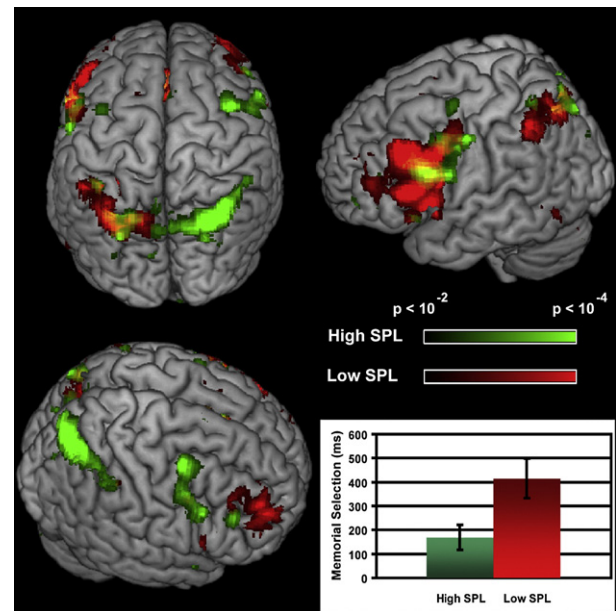 p < 10-2 p < 10-4
High SPL
Low SPL
Memorial Selection (ms)
600
500
400
300
200
100
0
High SPL Low SPL